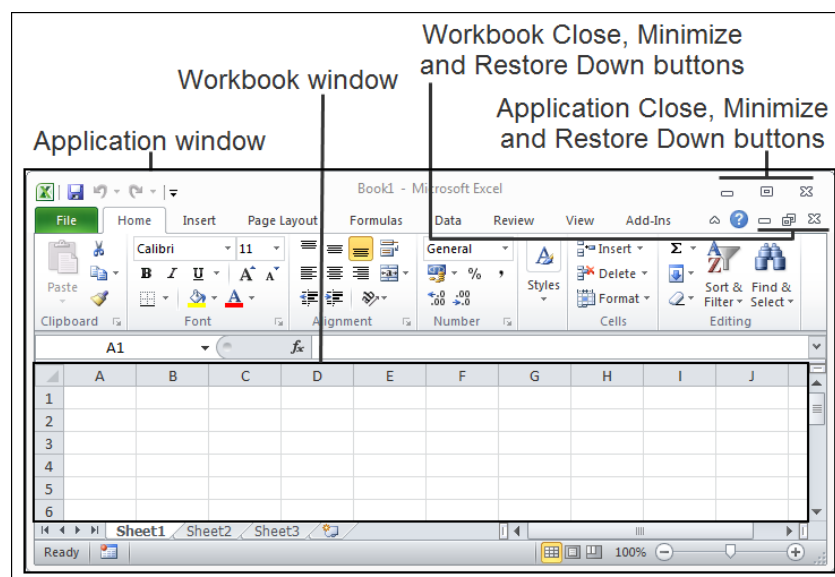 Workbook Close, Minimize
and Restore Down buttons
Workbook window
Application Close, Minimize
and Restore Down buttons
Application window
Book1 - Microsoft Excel
File Home Insert Page Layout Formulas Data Review View Add-Ins
Calibri 11 General Insert Σ
B I U A A % , Delete
Paste Styles Format Sort & Filter Find & Select
A .00 .0 .00
Clipboard Font Alignment Number Cells Editing
A1 fx
A B C D E F G H I J
1
2
3
4
5
6
Sheet1 Sheet2 Sheet3
Ready 100%